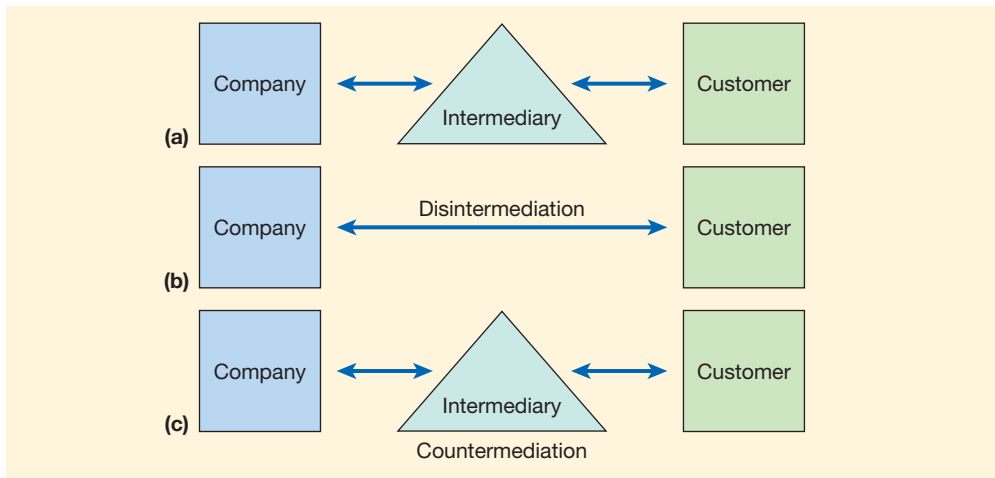 Company
Intermediary
Customer
(a)
Company
Disintermediation
Customer
(b)
Company
Intermediary
Customer
(c)
Countermediation